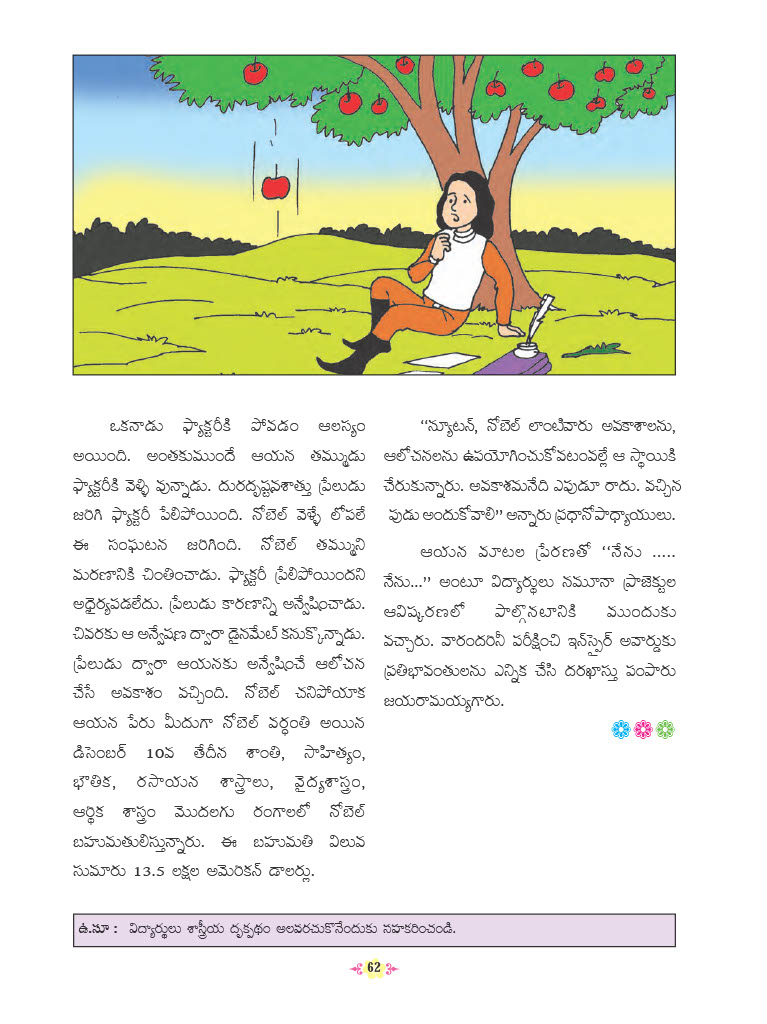 ఒకనాడు ఫ్యాక్టరీకి పోవడం ఆలస్యం
అయింది. అంతకుముందే ఆయన తమ్ముడు
ఫ్యాక్టరీకి వెళ్ళి వున్నాడు. దురదృష్టవశాత్తు ప్రేలుడు
జరిగి ఫ్యాక్టరీ పేలిపోయింది. నోబెల్ వెళ్ళే లోపలే
ఈ సంఘటన జరిగింది. నోబెల్ తమ్ముని
మరణానికి చింతించాడు. ఫ్యాక్టరీ ప్రేలిపోయిందని
అధైర్యపడలేదు. ప్రేలుడు కారణాన్ని అన్వేషించాడు.
చివరకు ఆ అన్వేషణ ద్వారా డైనమేట్ కనుక్కొన్నాడు.
ప్రేలుడు ద్వారా ఆయనకు అన్వేషించే ఆలోచన
చేసే అవకాశం వచ్చింది. నోబెల్ చనిపోయాక
ఆయన పేరు మీదుగా నోబెల్ వర్ధంతి అయిన
డిసెంబర్ 10వ తేదీన శాంతి, సాహిత్యం,
భౌతిక, రసాయన శాస్త్రాలు, వైద్యశాస్త్రం,
ఆర్థిక శాస్త్రం మొదలగు రంగాలలో నోబెల్
బహుమతులిస్తున్నారు. ఈ బహుమతి విలువ
సుమారు 13.5 లక్షల అమెరికన్ డాలర్లు.
“న్యూటన్, నోబెల్ లాంటివారు అవకాశాలను,
ఆలోచనలను ఉపయోగించుకోవటంవల్లే ఆ స్థాయికి
చేరుకున్నారు. అవకాశమనేది ఎపుడూ రాదు. వచ్చిన
పుడు అందుకోవాలి” అన్నారు ప్రధానోపాధ్యాయులు.
ఆయన మాటల ప్రేరణతో “నేను .....
నేను...” అంటూ విద్యార్థులు నమూనా ప్రాజెక్టుల
ఆవిష్కరణలో పాల్గొనటానికి ముందుకు
వచ్చారు. వారందరినీ పరీక్షించి ఇన్‌స్పైర్ అవార్డుకు
ప్రతిభావంతులను ఎన్నిక చేసి దరఖాస్తు పంపారు
జయరామయ్యగారు.
ఉ.సూ : విద్యార్థులు శాస్త్రీయ దృక్పథం అలవరచుకొనేందుకు సహకరించండి.
62